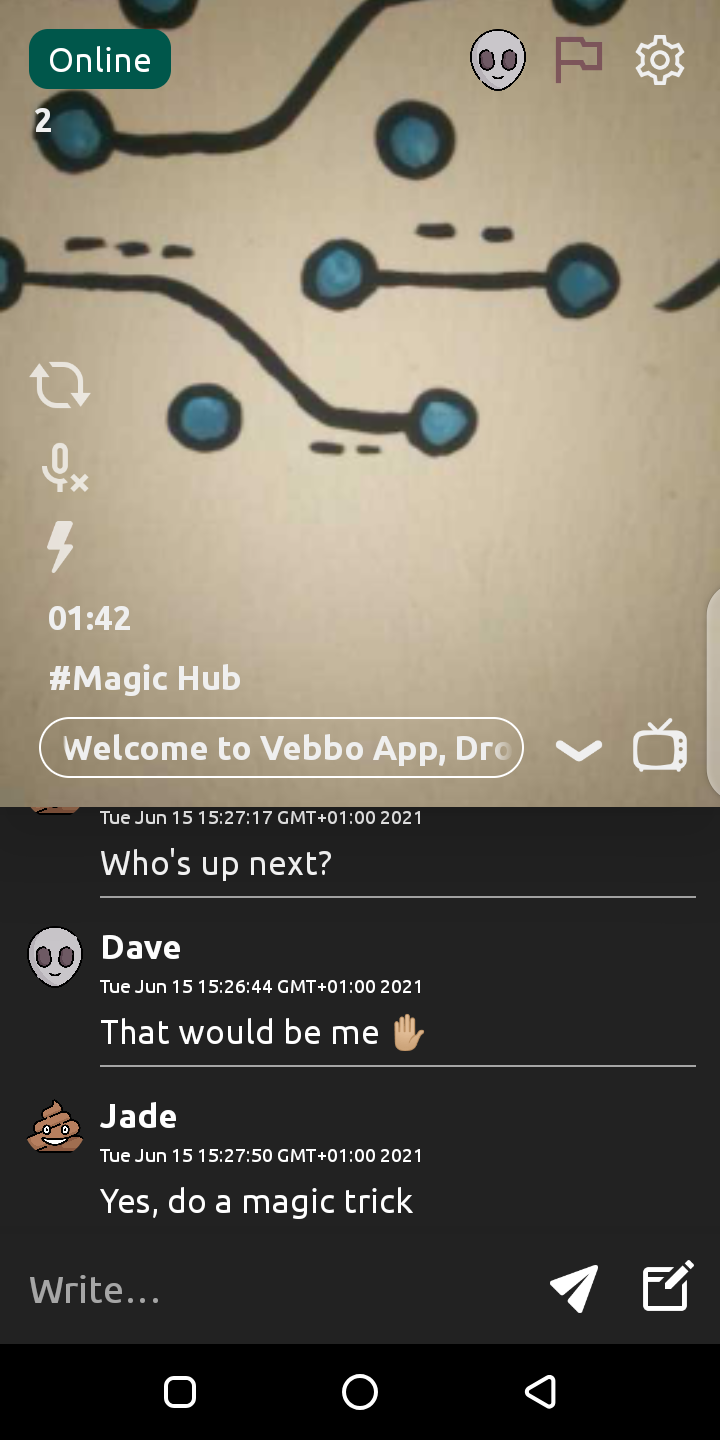 Online
2
01:42
#Magic Hub
Welcome to Vebbo App, Dro
Tue Jun 15 15:27:17 GMT+01:00 2021
Who's up next?
Dave
Tue Jun 15 15:26:44 GMT+01:00 2021
That would be me ✋🏼
Jade
Tue Jun 15 15:27:50 GMT+01:00 2021
Yes, do a magic trick
Write...